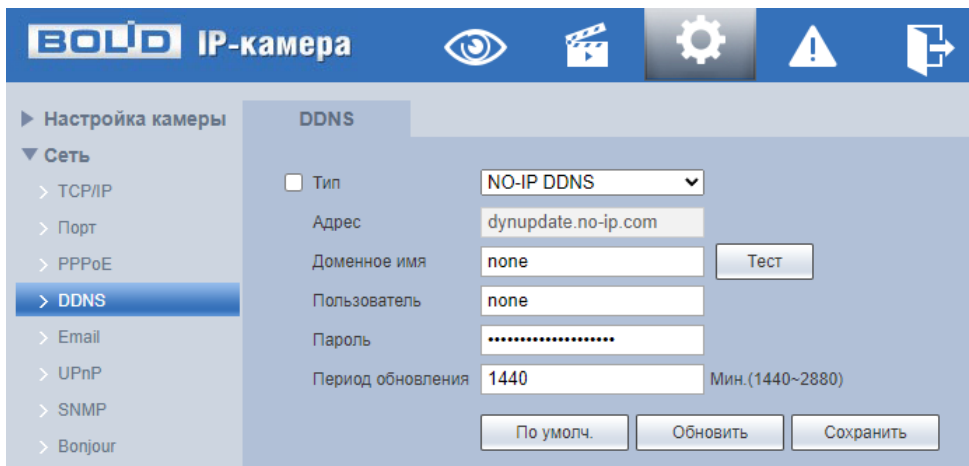 BOLID IP-камера
Настройка камеры
Сеть
TCP/IP
Порт
PPPoE
DDNS
Email
UPnP
SNMP
Bonjour
DDNS
Тип NO-IP DDNS
Адрес dynupdate.no-ip.com
Доменное имя none Тест
Пользователь none
Пароль ••••••••••••••••••••
Период обновления 1440 Мин.(1440~2880)
По умолч. Обновить Сохранить